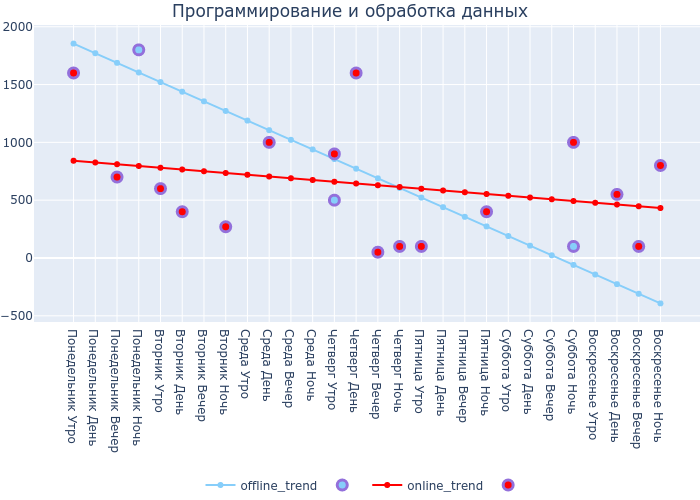 Программирование и обработка данных
2000
1500
1000
500
0
−500
Понедельник Утро
Понедельник День
Понедельник Вечер
Понедельник Ночь
Вторник Утро
Вторник День
Вторник Вечер
Вторник Ночь
Среда Утро
Среда День
Среда Вечер
Среда Ночь
Четверг Утро
Четверг День
Четверг Вечер
Четверг Ночь
Пятница Утро
Пятница День
Пятница Вечер
Пятница Ночь
Суббота Утро
Суббота День
Суббота Вечер
Суббота Ночь
Воскресенье Утро
Воскресенье День
Воскресенье Вечер
Воскресенье Ночь
offline_trend online_trend